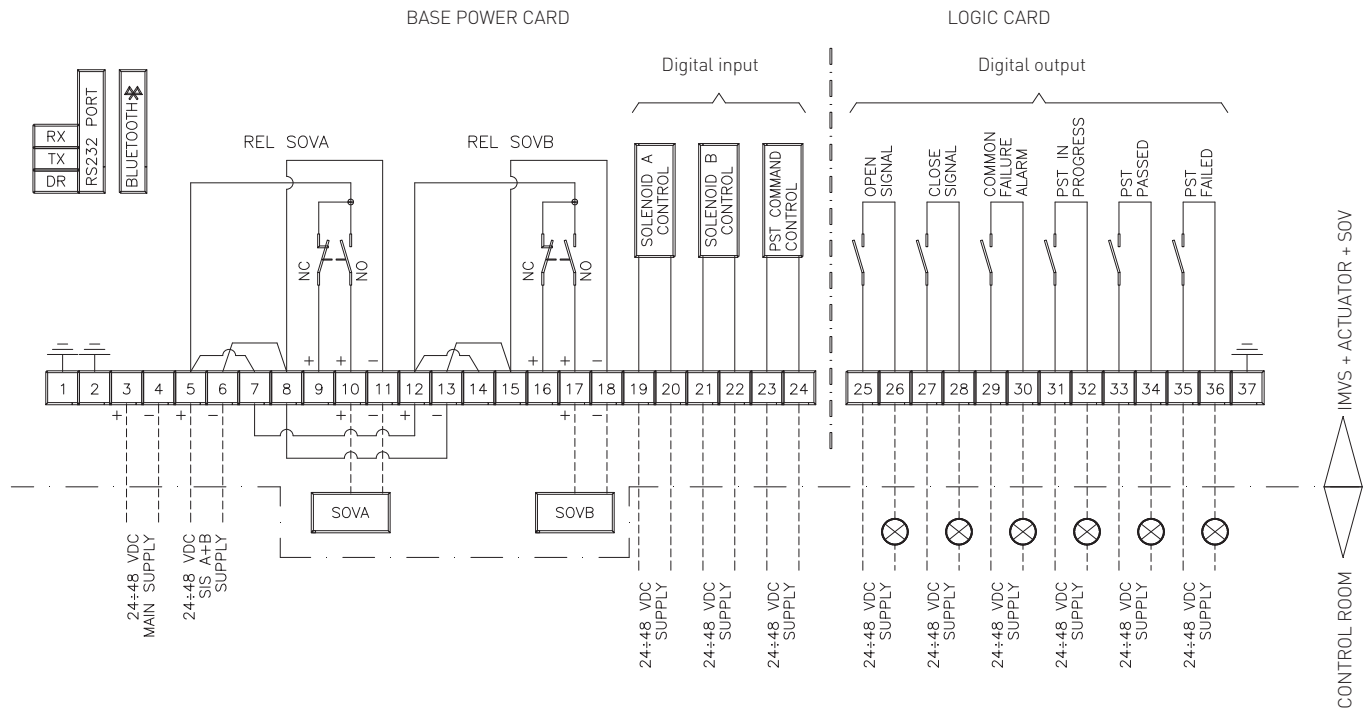 BASE POWER CARD
LOGIC CARD
Digital input
Digital output
RX
TX
DR
RS232 PORT
BLUETOOTH
REL SOVA
REL SOVB
NC
NO
NC
NO
SOLENOID A
CONTROL
SOLENOID B
CONTROL
PST COMMAND
CONTROL
OPEN
SIGNAL
CLOSE
SIGNAL
COMMON
FAILURE
ALARM
PST IN
PROGRESS
PST
PASSED
PST
FAILED
+ + − + + −
1 2 3 4 5 6 7 8 9 10 11 12 13 14 15 16 17 18 19 20 21 22 23 24 25 26 27 28 29 30 31 32 33 34 35 36 37
+ − + − + − + + −
SOVA
SOVB
24÷48 VDC
MAIN SUPPLY
24÷48 VDC
SIS A+B
SUPPLY
24÷48 VDC
SUPPLY
24÷48 VDC
SUPPLY
24÷48 VDC
SUPPLY
24÷48 VDC
SUPPLY
24÷48 VDC
SUPPLY
24÷48 VDC
SUPPLY
24÷48 VDC
SUPPLY
24÷48 VDC
SUPPLY
24÷48 VDC
SUPPLY
IMVS + ACTUATOR + SOV
CONTROL ROOM